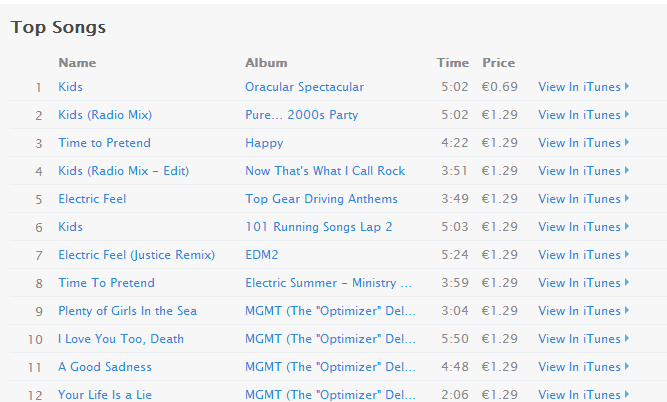 Top Songs
Name Album Time Price
1 Kids Oracular Spectacular 5:02 €0.69 View In iTunes
2 Kids (Radio Mix) Pure... 2000s Party 5:02 €1.29 View In iTunes
3 Time to Pretend Happy 4:22 €1.29 View In iTunes
4 Kids (Radio Mix - Edit) Now That's What I Call Rock 3:51 €1.29 View In iTunes
5 Electric Feel Top Gear Driving Anthems 3:49 €1.29 View In iTunes
6 Kids 101 Running Songs Lap 2 5:03 €1.29 View In iTunes
7 Electric Feel (Justice Remix) EDM2 5:24 €1.29 View In iTunes
8 Time To Pretend Electric Summer - Ministry ... 3:59 €1.29 View In iTunes
9 Plenty of Girls In the Sea MGMT (The "Optimizer" Del... 3:04 €1.29 View In iTunes
10 I Love You Too, Death MGMT (The "Optimizer" Del... 5:50 €1.29 View In iTunes
11 A Good Sadness MGMT (The "Optimizer" Del... 4:48 €1.29 View In iTunes
12 Your Life Is a Lie MGMT (The "Optimizer" Del... 2:06 €1.29 View In iTunes